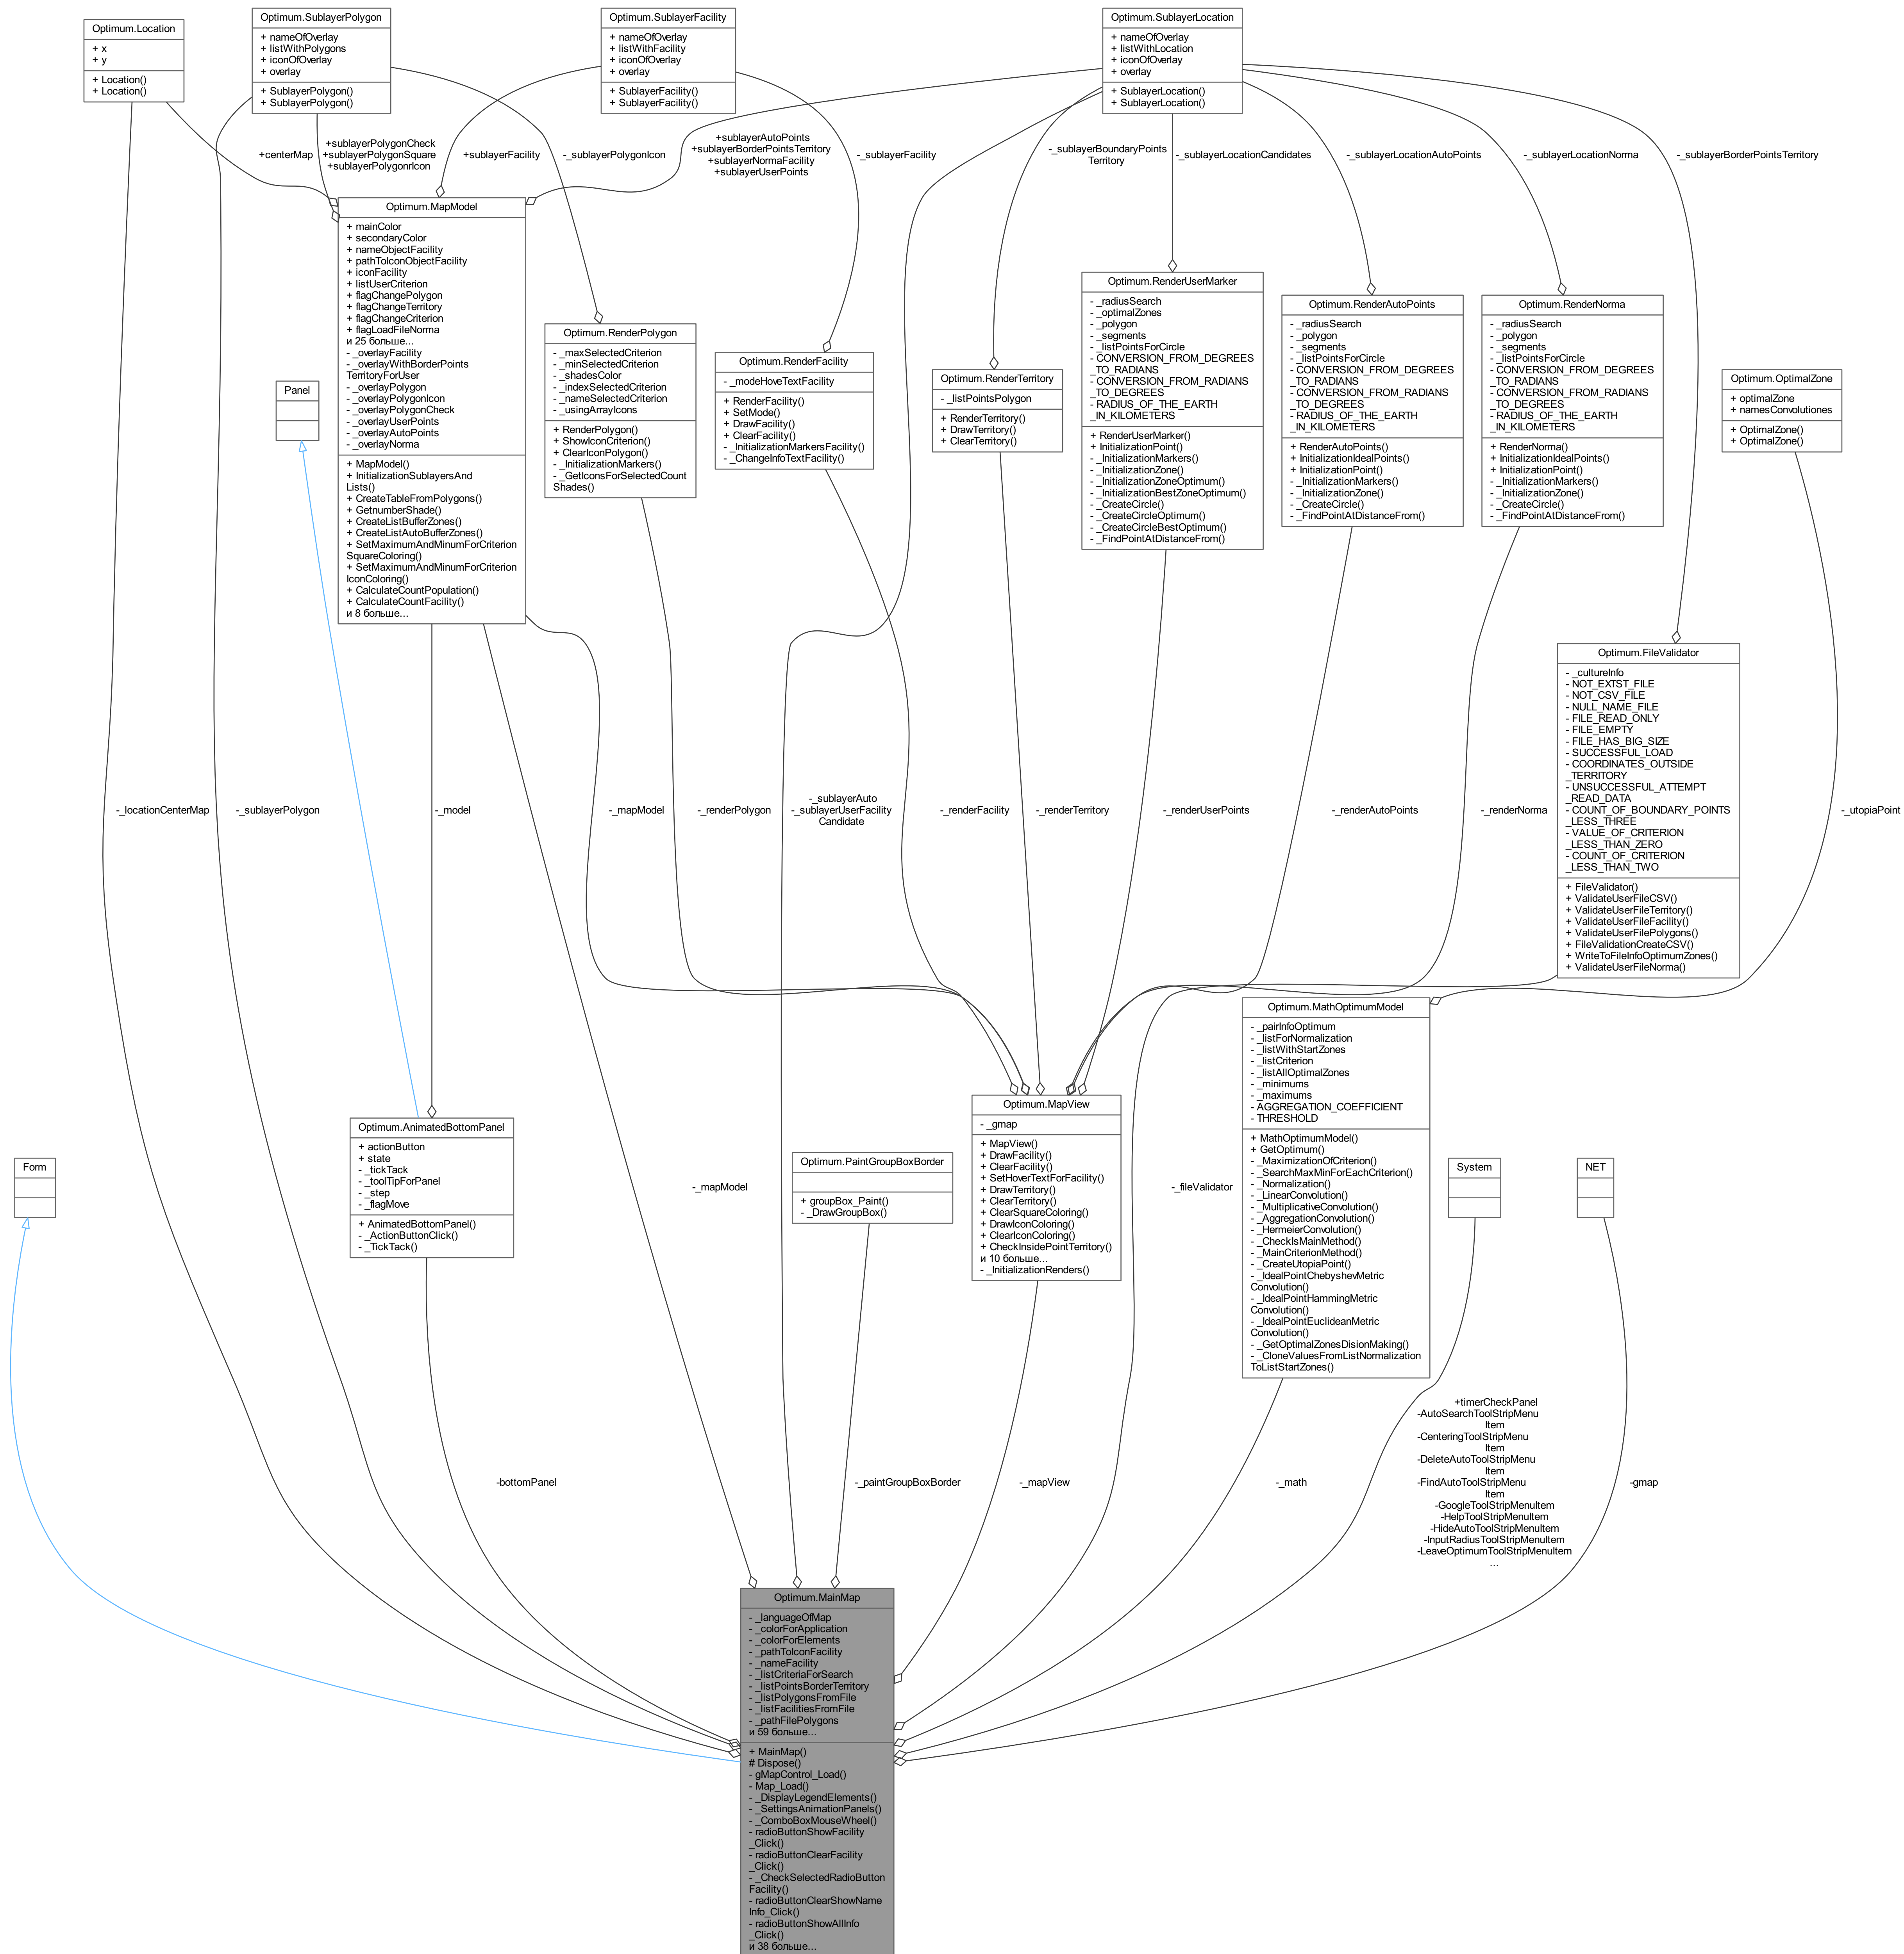 Optimum.Location
+ x
+ y
+ Location()
+ Location()
Optimum.SublayerPolygon
+ nameOfOverlay
+ listWithPolygons
+ iconOfOverlay
+ overlay
+ SublayerPolygon()
+ SublayerPolygon()
Optimum.SublayerFacility
+ nameOfOverlay
+ listWithFacility
+ iconOfOverlay
+ overlay
+ SublayerFacility()
+ SublayerFacility()
Optimum.SublayerLocation
+ nameOfOverlay
+ listWithLocation
+ iconOfOverlay
+ overlay
+ SublayerLocation()
+ SublayerLocation()
+centerMap
+sublayerPolygonCheck
+sublayerPolygonSquare
+sublayerPolygonrIcon
+sublayerFacility
-_sublayerPolygonIcon
+sublayerAutoPoints
+sublayerBorderPointsTerritory
+sublayerNormaFacility
+sublayerUserPoints
-_sublayerFacility
-_sublayerBoundaryPoints
Territory
-_sublayerLocationCandidates
-_sublayerLocationAutoPoints
-_sublayerLocationNorma
-_sublayerBorderPointsTerritory
Optimum.MapModel
+ mainColor
+ secondaryColor
+ nameObjectFacility
+ pathToIconObjectFacility
+ iconFacility
+ listUserCriterion
+ flagChangePolygon
+ flagChangeTerritory
+ flagChangeCriterion
+ flagLoadFileNorma
и 25 больше...
- _overlayFacility
- _overlayWithBorderPoints
TerritoryForUser
- _overlayPolygon
- _overlayPolygonIcon
- _overlayPolygonCheck
- _overlayUserPoints
- _overlayAutoPoints
- _overlayNorma
+ MapModel()
+ InitializationSublayersAnd
Lists()
+ CreateTableFromPolygons()
+ GetnumberShade()
+ CreateListBufferZones()
+ CreateListAutoBufferZones()
+ SetMaximumAndMinumForCriterion
SquareColoring()
+ SetMaximumAndMinumForCriterion
IconColoring()
+ CalculateCountPopulation()
+ CalculateCountFacility()
и 8 больше...
Panel
Optimum.RenderPolygon
- _maxSelectedCriterion
- _minSelectedCriterion
- _shadesColor
- _indexSelectedCriterion
- _nameSelectedCriterion
- _usingArrayIcons
+ RenderPolygon()
+ ShowIconCriterion()
+ ClearIconPolygon()
- _InitializationMarkers()
- _GetIconsForSelectedCount
Shades()
Optimum.RenderFacility
- _modeHoveTextFacility
+ RenderFacility()
+ SetMode()
+ DrawFacility()
+ ClearFacility()
- _InitializationMarkersFacility()
- _ChangeInfoTextFacility()
Optimum.RenderTerritory
- _listPointsPolygon
+ RenderTerritory()
+ DrawTerritory()
+ ClearTerritory()
Optimum.RenderUserMarker
- _radiusSearch
- _optimalZones
- _polygon
- _segments
- _listPointsForCircle
- CONVERSION_FROM_DEGREES
_TO_RADIANS
- CONVERSION_FROM_RADIANS
_TO_DEGREES
- RADIUS_OF_THE_EARTH
_IN_KILOMETERS
+ RenderUserMarker()
+ InitializationPoint()
- _InitializationMarkers()
- _InitializationZone()
- _InitializationZoneOptimum()
- _InitializationBestZoneOptimum()
- _CreateCircle()
- _CreateCircleOptimum()
- _CreateCircleBestOptimum()
- _FindPointAtDistanceFrom()
Optimum.RenderAutoPoints
- _radiusSearch
- _polygon
- _segments
- _listPointsForCircle
- CONVERSION_FROM_DEGREES
_TO_RADIANS
- CONVERSION_FROM_RADIANS
_TO_DEGREES
- RADIUS_OF_THE_EARTH
_IN_KILOMETERS
+ RenderAutoPoints()
+ InitializationIdealPoints()
+ InitializationPoint()
- _InitializationMarkers()
- _InitializationZone()
- _CreateCircle()
- _FindPointAtDistanceFrom()
Optimum.RenderNorma
- _radiusSearch
- _polygon
- _segments
- _listPointsForCircle
- CONVERSION_FROM_DEGREES
_TO_RADIANS
- CONVERSION_FROM_RADIANS
_TO_DEGREES
- RADIUS_OF_THE_EARTH
_IN_KILOMETERS
+ RenderNorma()
+ InitializationIdealPoints()
+ InitializationPoint()
- _InitializationMarkers()
- _InitializationZone()
- _CreateCircle()
- _FindPointAtDistanceFrom()
Optimum.OptimalZone
+ optimalZone
+ namesConvolutiones
+ OptimalZone()
+ OptimalZone()
Optimum.FileValidator
- _cultureInfo
- NOT_EXTST_FILE
- NOT_CSV_FILE
- NULL_NAME_FILE
- FILE_READ_ONLY
- FILE_EMPTY
- FILE_HAS_BIG_SIZE
- SUCCESSFUL_LOAD
- COORDINATES_OUTSIDE
_TERRITORY
- UNSUCCESSFUL_ATTEMPT
_READ_DATA
- COUNT_OF_BOUNDARY_POINTS
_LESS_THREE
- VALUE_OF_CRITERION
_LESS_THAN_ZERO
- COUNT_OF_CRITERION
_LESS_THAN_TWO
+ FileValidator()
+ ValidateUserFileCSV()
+ ValidateUserFileTerritory()
+ ValidateUserFileFacility()
+ ValidateUserFilePolygons()
+ FileValidationCreateCSV()
+ WriteToFileInfoOptimumZones()
+ ValidateUserFileNorma()
-_locationCenterMap
-_sublayerPolygon
-_model
-_mapModel
-_renderPolygon
-_sublayerAuto
-_sublayerUserFacility
Candidate
-_renderFacility
-_renderTerritory
-_renderUserPoints
-_renderAutoPoints
-_renderNorma
-_utopiaPoint
Optimum.MathOptimumModel
- _pairInfoOptimum
- _listForNormalization
- _listWithStartZones
- _listCriterion
- _listAllOptimalZones
- _minimums
- _maximums
- AGGREGATION_COEFFICIENT
- THRESHOLD
+ MathOptimumModel()
+ GetOptimum()
- _MaximizationOfCriterion()
- _SearchMaxMinForEachCriterion()
- _Normalization()
- _LinearConvolution()
- _MultiplicativeConvolution()
- _AggregationConvolution()
- _HermeierConvolution()
- _CheckIsMainMethod()
- _MainCriterionMethod()
- _CreateUtopiaPoint()
- _IdealPointChebyshevMetric
Convolution()
- _IdealPointHammingMetric
Convolution()
- _IdealPointEuclideanMetric
Convolution()
- _GetOptimalZonesDisionMaking()
- _CloneValuesFromListNormalization
ToListStartZones()
Form
Optimum.AnimatedBottomPanel
+ actionButton
+ state
- _tickTack
- _toolTipForPanel
- _step
- _flagMove
+ AnimatedBottomPanel()
- _ActionButtonClick()
- _TickTack()
-_mapModel
Optimum.PaintGroupBoxBorder
+ groupBox_Paint()
- _DrawGroupBox()
Optimum.MapView
- _gmap
+ MapView()
+ DrawFacility()
+ ClearFacility()
+ SetHoverTextForFacility()
+ DrawTerritory()
+ ClearTerritory()
+ ClearSquareColoring()
+ DrawIconColoring()
+ ClearIconColoring()
+ CheckInsidePointTerritory()
и 10 больше...
- _InitializationRenders()
-_fileValidator
System
NET
-bottomPanel
-_paintGroupBoxBorder
-_mapView
-_math
+timerCheckPanel
-AutoSearchToolStripMenu
Item
-CenteringToolStripMenu
Item
-DeleteAutoToolStripMenu
Item
-FindAutoToolStripMenu
Item
-GoogleToolStripMenuItem
-HelpToolStripMenuItem
-HideAutoToolStripMenuItem
-InputRadiusToolStripMenuItem
-LeaveOptimumToolStripMenuItem
...
-gmap
Optimum.MainMap
- _languageOfMap
- _colorForApplication
- _colorForElements
- _pathToIconFacility
- _nameFacility
- _listCriteriaForSearch
- _listPointsBorderTerritory
- _listPolygonsFromFile
- _listFacilitiesFromFile
- _pathFilePolygons
и 59 больше...
+ MainMap()
# Dispose()
- gMapControl_Load()
- Map_Load()
- _DisplayLegendElements()
- _SettingsAnimationPanels()
- _ComboBoxMouseWheel()
- radioButtonShowFacility
_Click()
- radioButtonClearFacility
_Click()
- _CheckSelectedRadioButton
Facility()
- radioButtonClearShowName
Info_Click()
- radioButtonShowAllInfo
_Click()
и 38 больше...